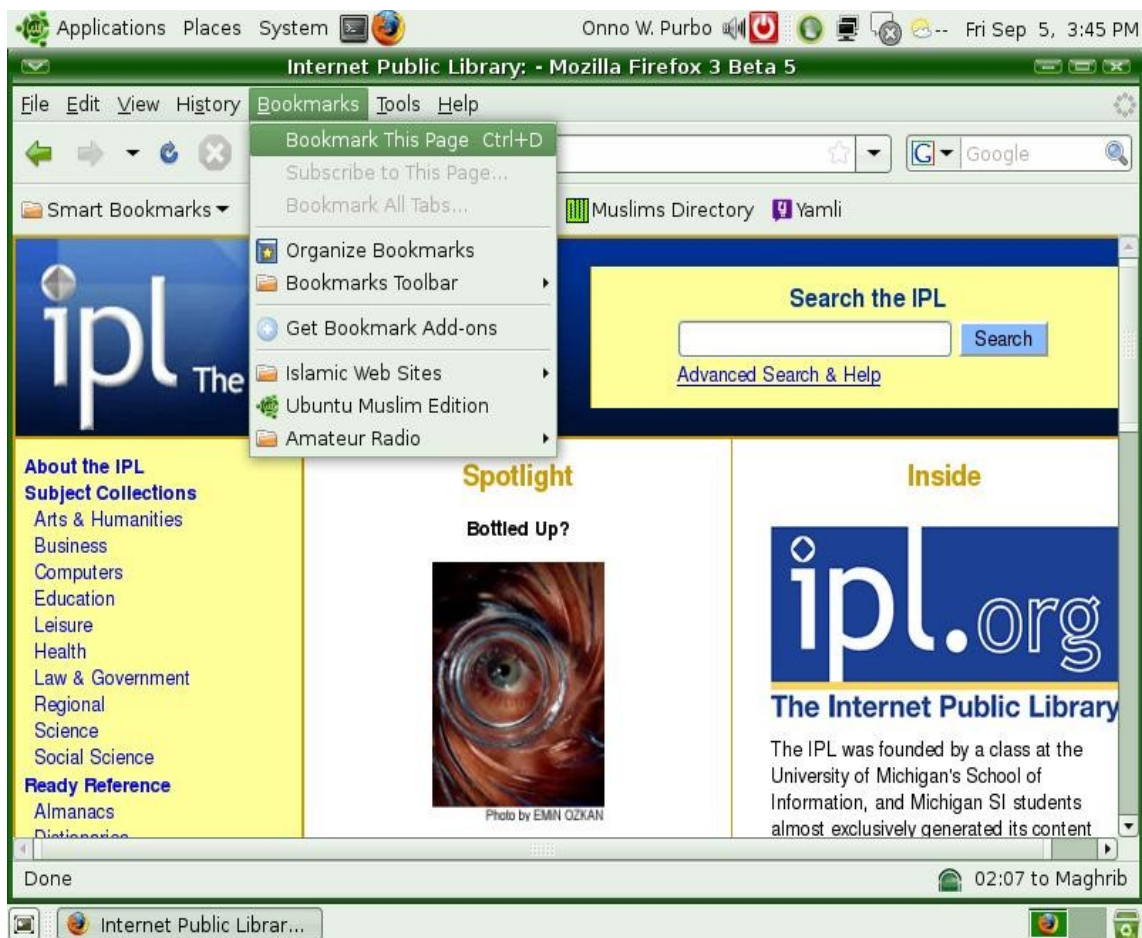 Applications Places System Onno W. Purbo -- Fri Sep 5, 3:45 PM
Internet Public Library: - Mozilla Firefox 3 Beta 5
File Edit View History Bookmarks Tools Help
Bookmark This Page Ctrl+D
Subscribe to This Page...
Bookmark All Tabs...
Organize Bookmarks
Bookmarks Toolbar
Get Bookmark Add-ons
Islamic Web Sites
Ubuntu Muslim Edition
Amateur Radio
G Google
Smart Bookmarks Muslims Directory Yamli
ipl The
Search the IPL
Search
Advanced Search & Help
About the IPL
Subject Collections
Arts & Humanities
Business
Computers
Education
Leisure
Health
Law & Government
Regional
Science
Social Science
Ready Reference
Almanacs
Spotlight
Bottled Up?
Photo by EMiN OZKAN
Inside
ipl.org
The Internet Public Library
The IPL was founded by a class at the
University of Michigan's School of
Information, and Michigan SI students
almost exclusively generated its content
Done 02:07 to Maghrib
Internet Public Librar...